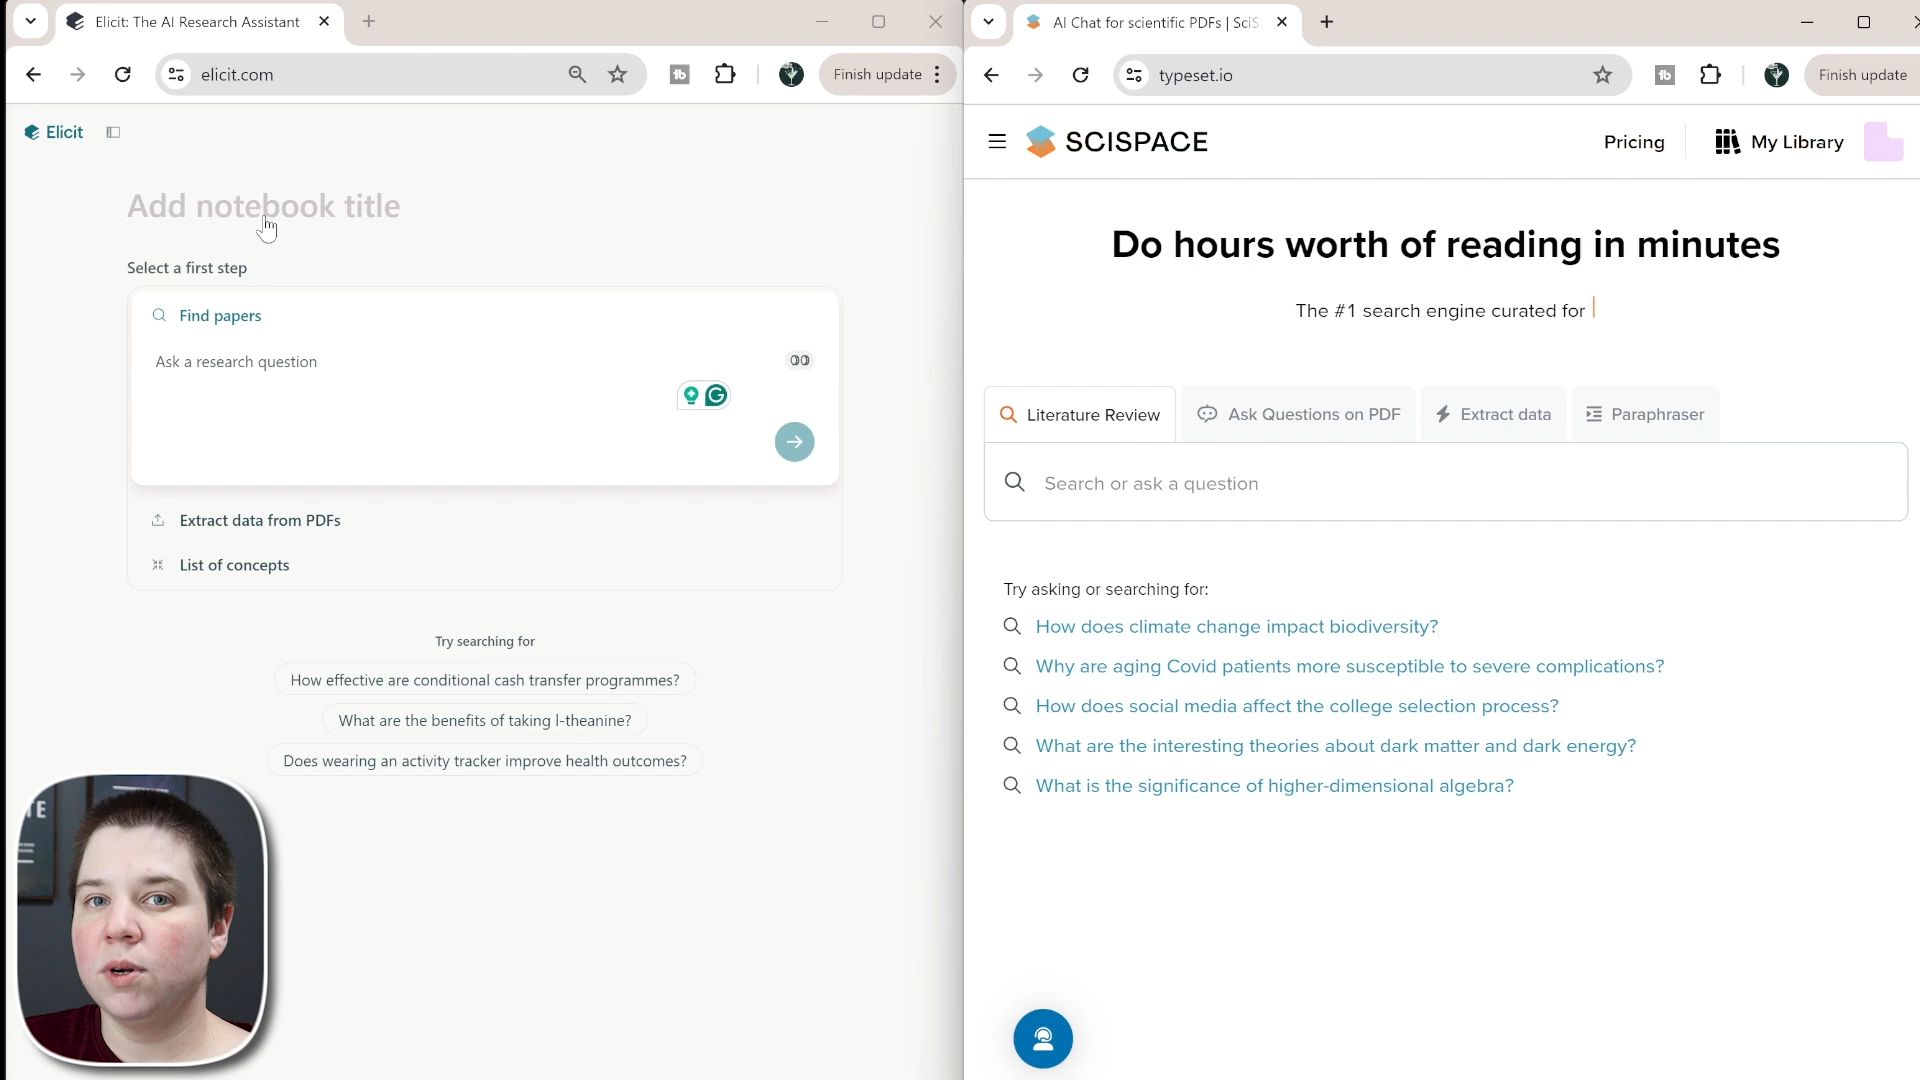 Elicit: The AI Research Assistant
elicit.com
Finish update
Elicit
Add notebook title
Select a first step
Find papers
Ask a research question
Extract data from PDFs
List of concepts
Try searching for
How effective are conditional cash transfer programmes?
What are the benefits of taking l-theanine?
Does wearing an activity tracker improve health outcomes?
AI Chat for scientific PDFs | SciS
typeset.io
Finish update
SCISPACE
Pricing
My Library
Do hours worth of reading in minutes
The #1 search engine curated for
Literature Review
Ask Questions on PDF
Extract data
Paraphraser
Search or ask a question
Try asking or searching for:
How does climate change impact biodiversity?
Why are aging Covid patients more susceptible to severe complications?
How does social media affect the college selection process?
What are the interesting theories about dark matter and dark energy?
What is the significance of higher-dimensional algebra?